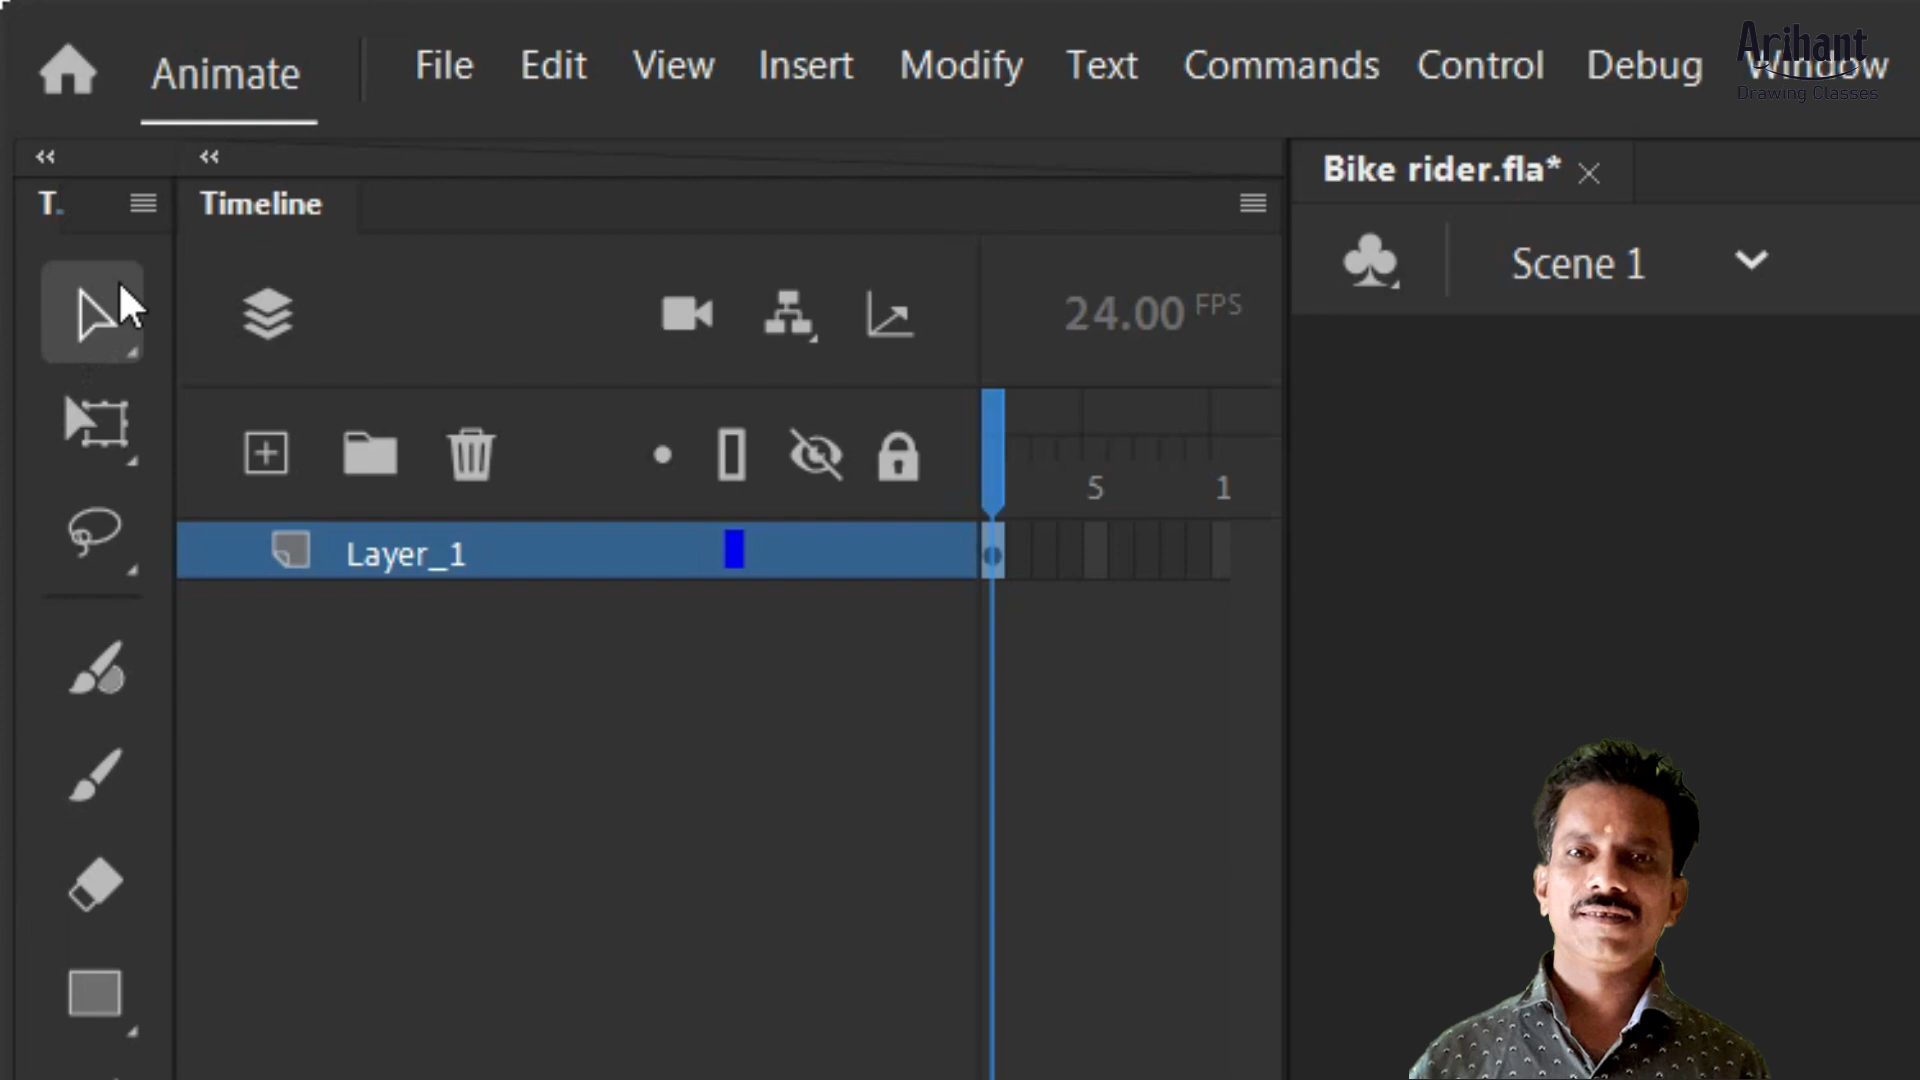 Animate File Edit View Insert Modify Text Commands Control Debug Window
Arihant
Drawing Classes
T.
Timeline
Bike rider.fla*
Scene 1
24.00 FPS
5 1
Layer_1